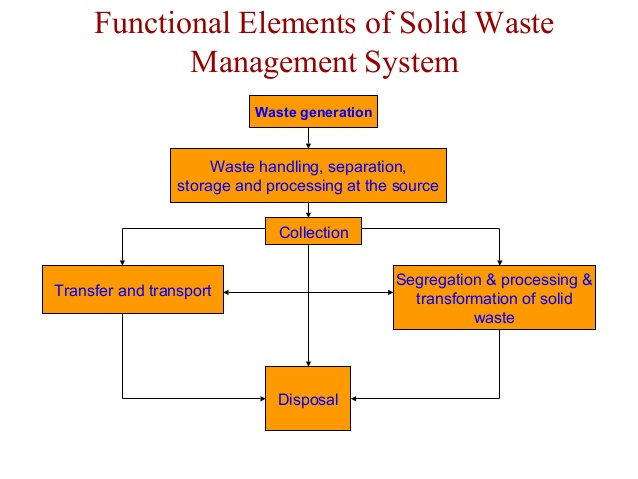 Functional Elements of Solid Waste
Management System
Waste generation
Waste handling, separation,
storage and processing at the source
Collection
Transfer and transport
Segregation & processing &
transformation of solid
waste
Disposal